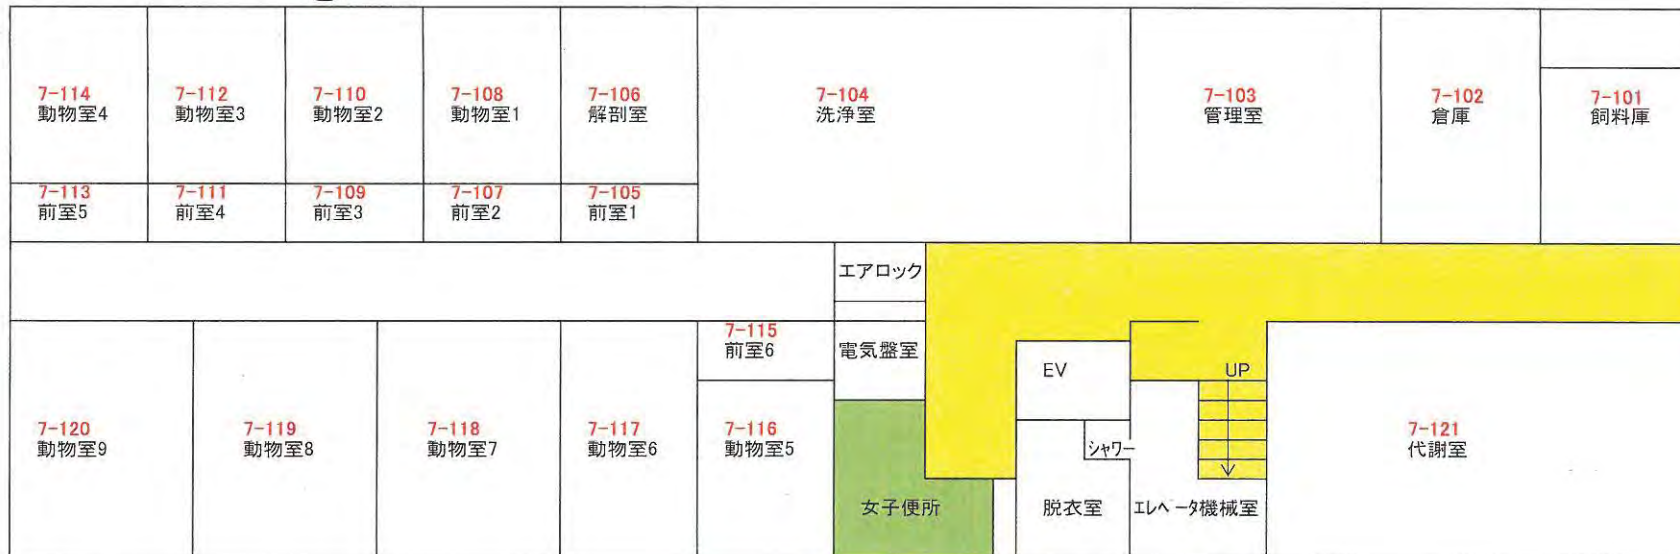 7-114
動物室4
7-112
動物室3
7-110
動物室2
7-108
動物室1
7-106
解剖室
7-104
洗浄室
7-103
管理室
7-102
倉庫
7-101
飼料庫
7-113
前室5
7-111
前室4
7-109
前室3
7-107
前室2
7-105
前室1
エアロック
7-115
前室6
電気盤室
EV
UP
7-120
動物室9
7-119
動物室8
7-118
動物室7
7-117
動物室6
7-116
動物室5
シャワー
7-121
代謝室
女子便所
脱衣室
エレベータ機械室